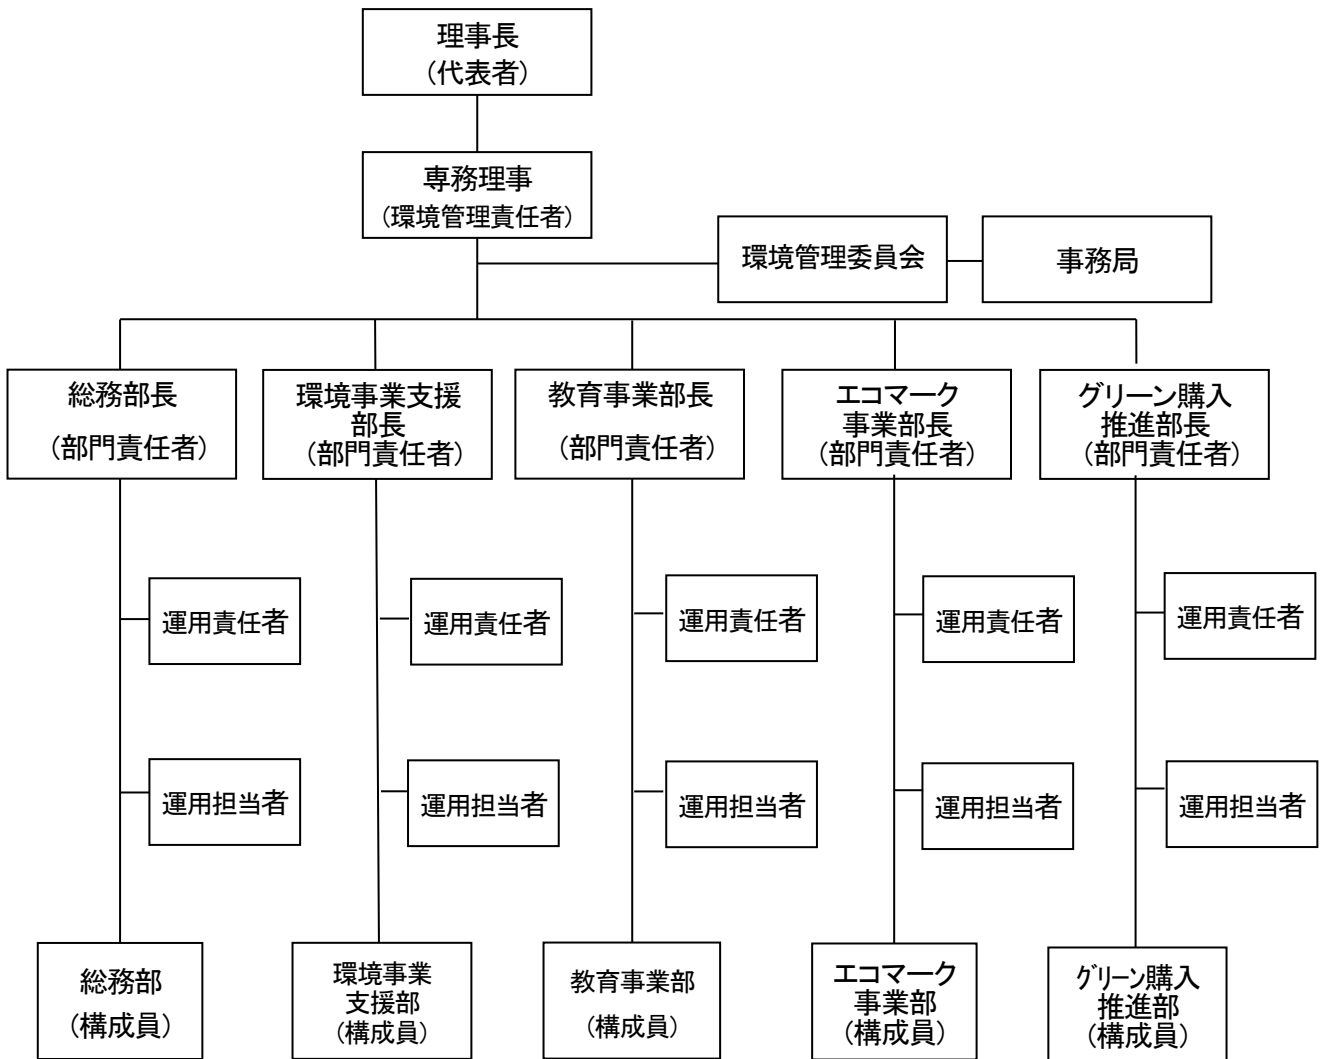 理事長
（代表者）
専務理事
（環境管理責任者）
環境管理委員会
事務局
総務部長
（部門責任者）
環境事業支援
部長
（部門責任者）
教育事業部長
（部門責任者）
エコマーク
事業部長
（部門責任者）
グリーン購入
推進部長
（部門責任者）
運用責任者
運用責任者
運用責任者
運用責任者
運用責任者
運用担当者
運用担当者
運用担当者
運用担当者
運用担当者
総務部
（構成員）
環境事業
支援部
（構成員）
教育事業部
（構成員）
エコマーク
事業部
（構成員）
グリーン購入
推進部
（構成員）